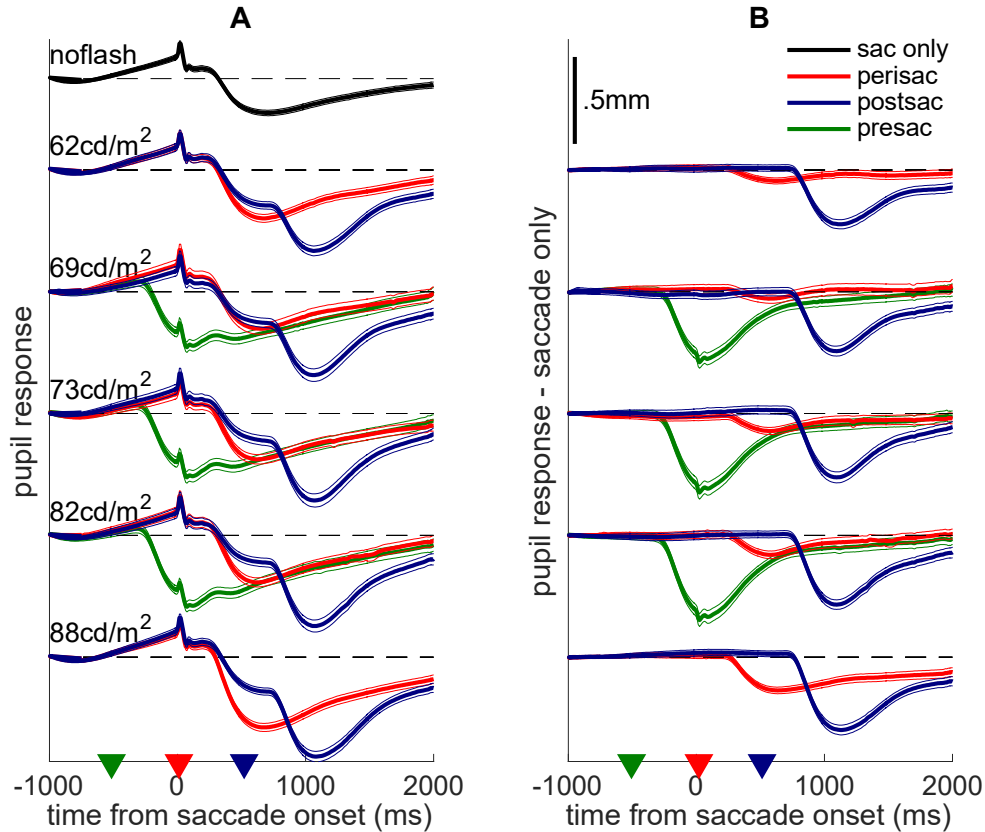 A
B
noflash
sac only
perisac
postsac
presac
.5mm
62cd/m²
69cd/m²
73cd/m²
82cd/m²
88cd/m²
pupil response
pupil response - saccade only
-1000 0 1000 2000
-1000 0 1000 2000
time from saccade onset (ms)
time from saccade onset (ms)